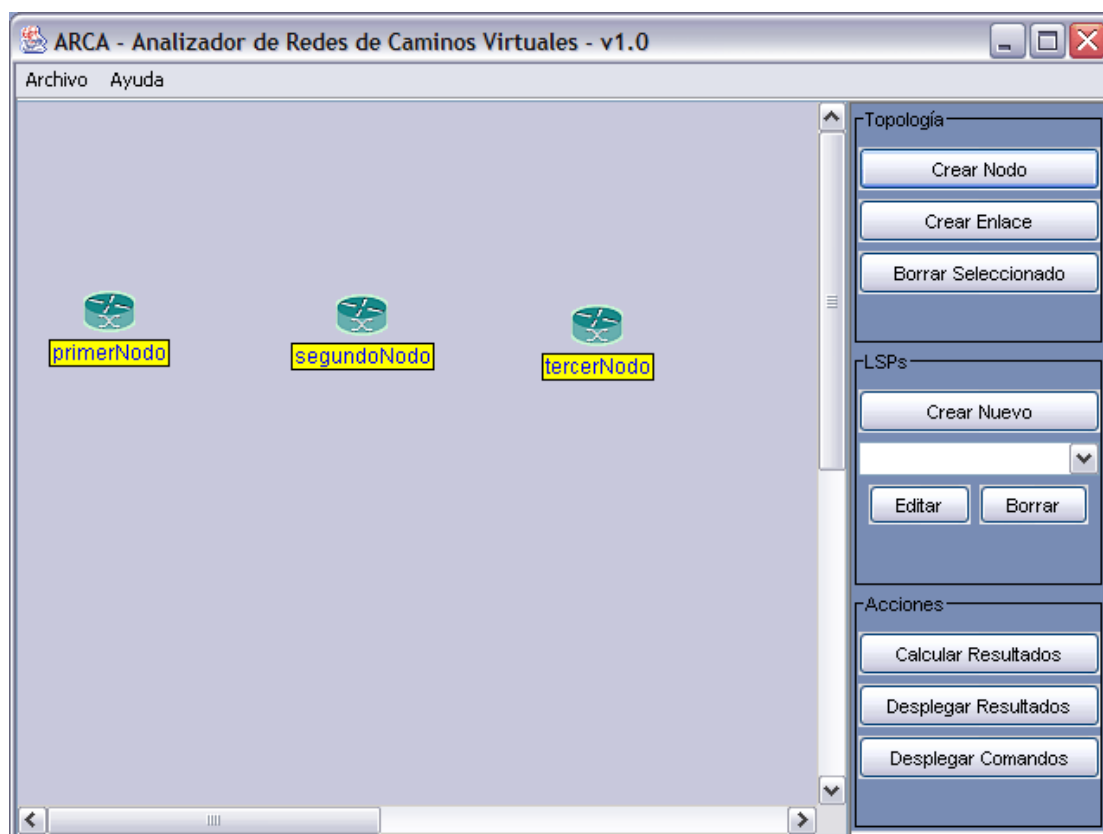 ARCA - Analizador de Redes de Caminos Virtuales - v1.0
Archivo Ayuda
primerNodo
segundoNodo
tercerNodo
Topología
Crear Nodo
Crear Enlace
Borrar Seleccionado
LSPs
Crear Nuevo
Editar Borrar
Acciones
Calcular Resultados
Desplegar Resultados
Desplegar Comandos